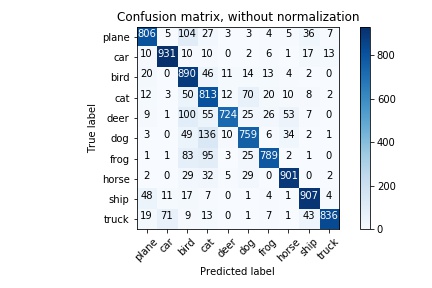 Confusion matrix, without normalization
plane 806 5 104 27 3 3 4 5 36 7
car 10 931 10 10 0 2 6 1 17 13
bird 20 0 890 46 11 14 13 4 2 0
cat 12 3 50 813 12 70 20 10 8 2
deer 9 1 100 55 724 25 26 53 7 0
dog 3 0 49 136 10 759 6 34 2 1
frog 1 1 83 95 3 25 789 2 1 0
horse 2 0 29 32 5 29 0 901 0 2
ship 48 11 17 7 0 1 4 1 907 4
truck 19 71 9 13 0 1 7 1 43 836
plane car bird cat deer dog frog horse ship truck
True label
Predicted label
800
600
400
200
0